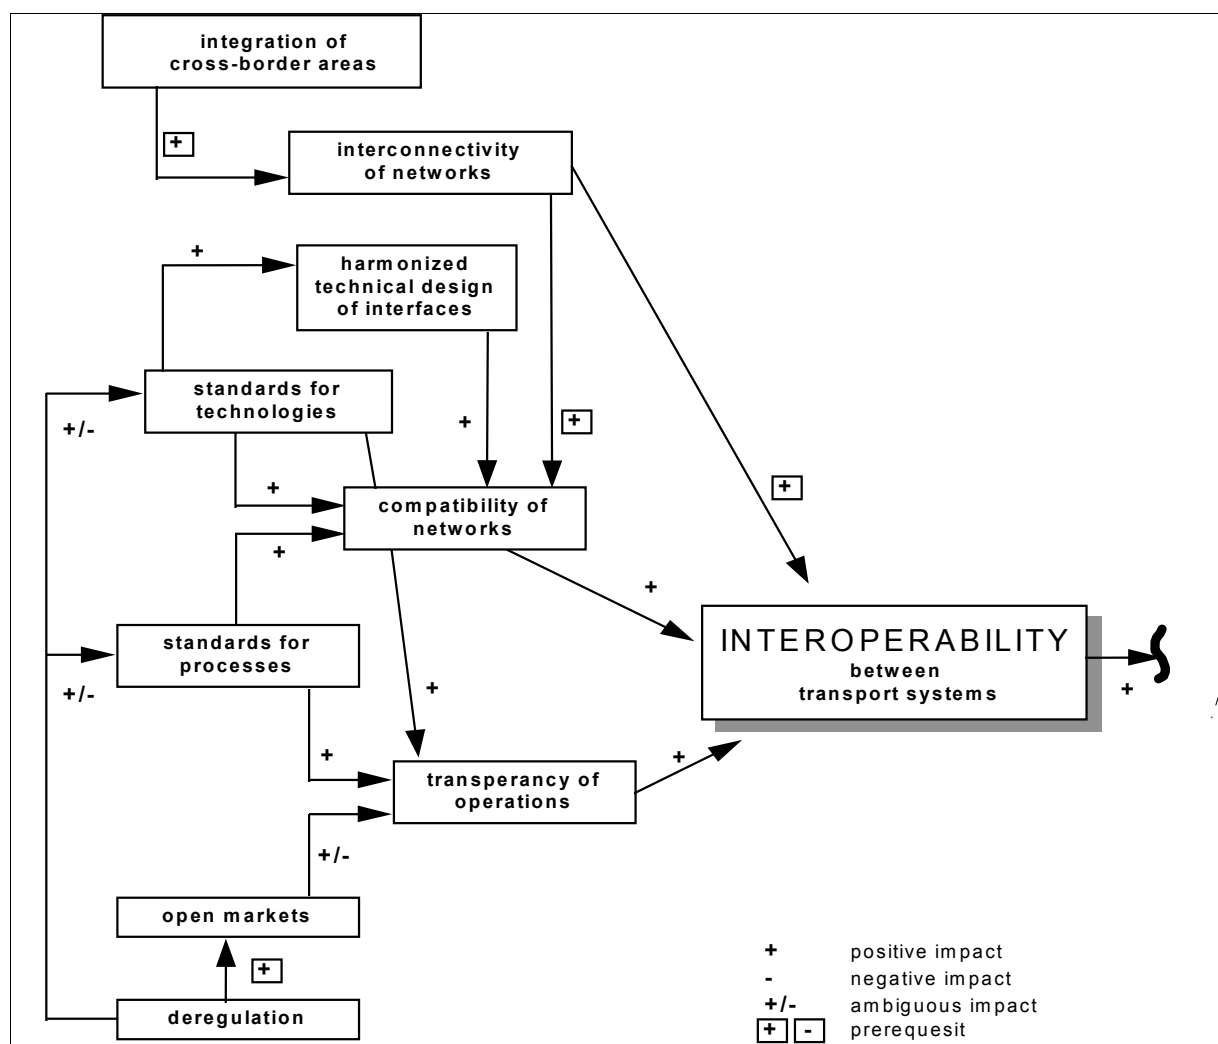 integration of
cross-border areas
+
interconnectivity
of networks
+
harmonized
technical design
of interfaces
standards for
technologies
+/-
+
+
+
compatibility of
networks
+
+
+
standards for
processes
+/-
INTEROPERABILITY
between
transport systems
+
+
+
+
transperancy of
operations
+/-
open markets
+
deregulation
+ positive impact
- negative impact
+/- ambiguous impact
+ - prerequesit